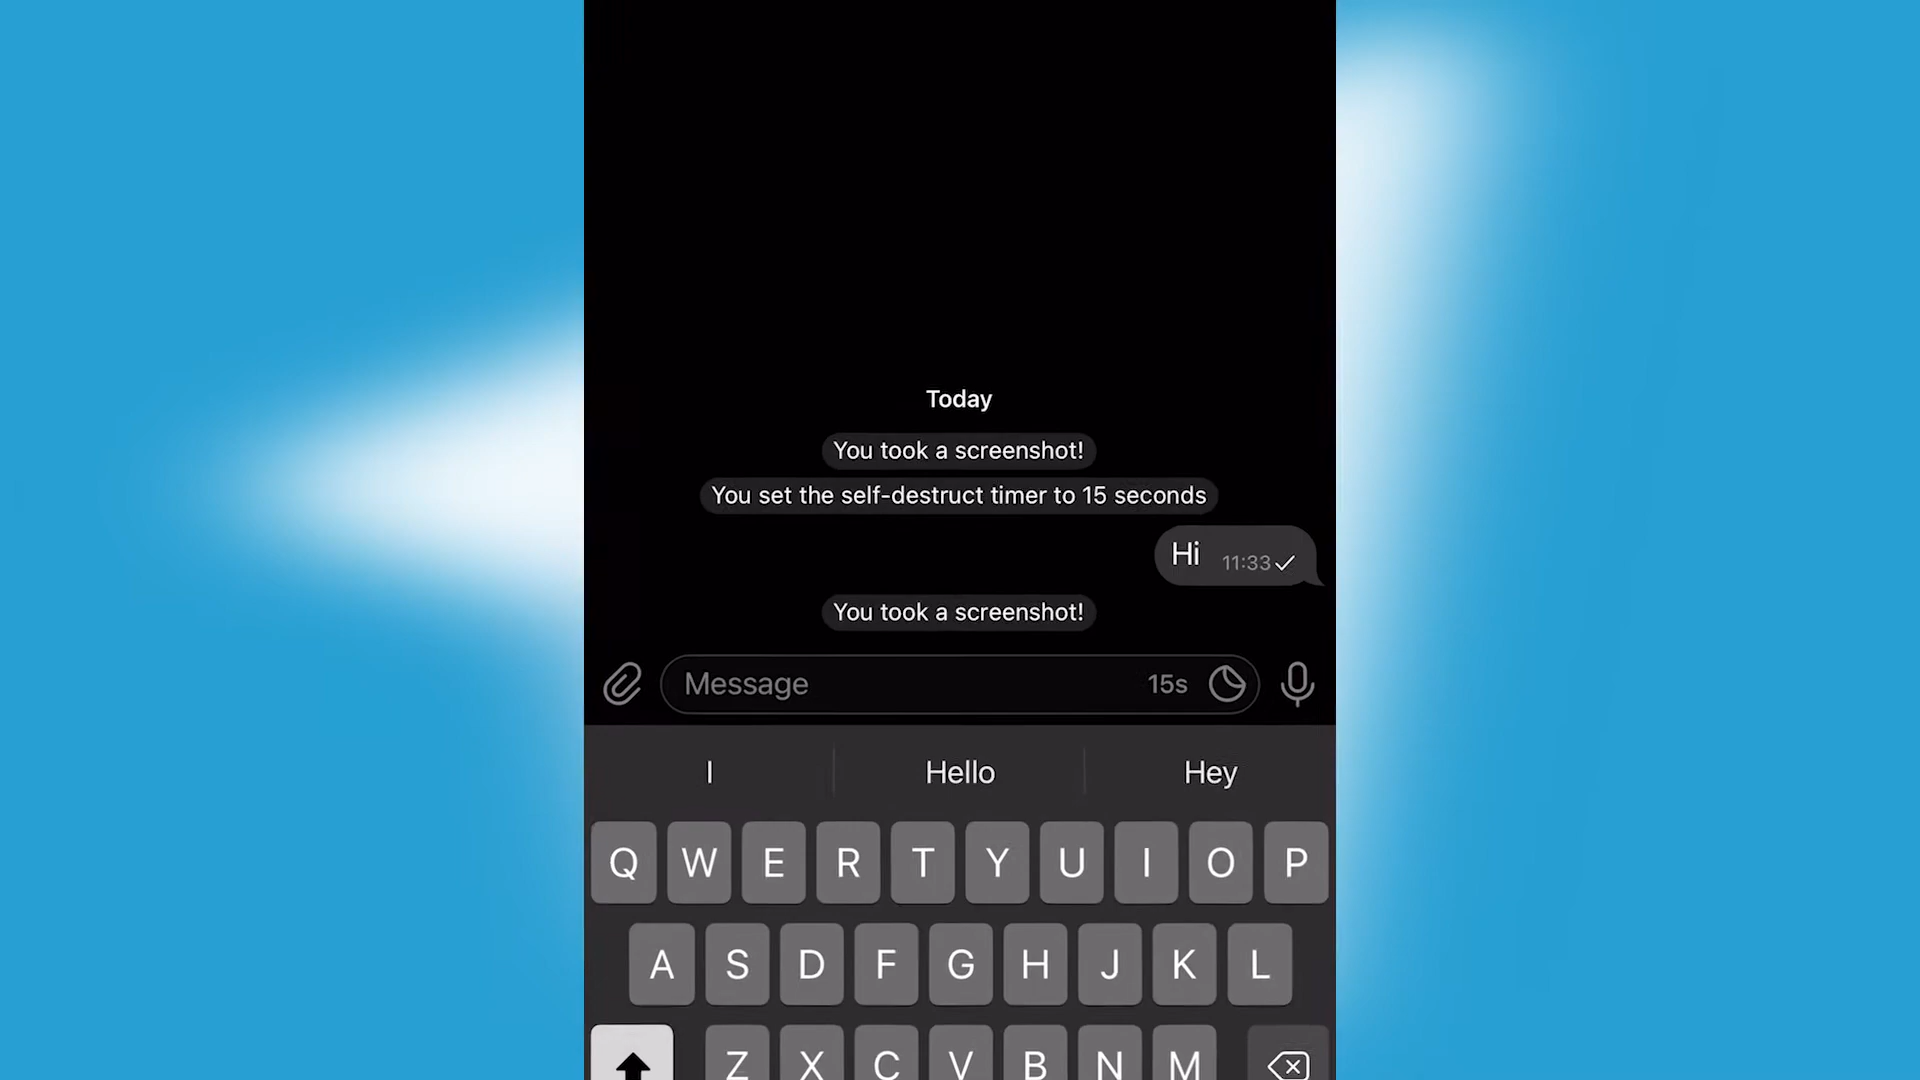 Today
You took a screenshot!
You set the self-destruct timer to 15 seconds
Hi 11:33
You took a screenshot!
Message 15s
I Hello Hey
Q W E R T Y U I O P
A S D F G H J K L
Z X C V B N M